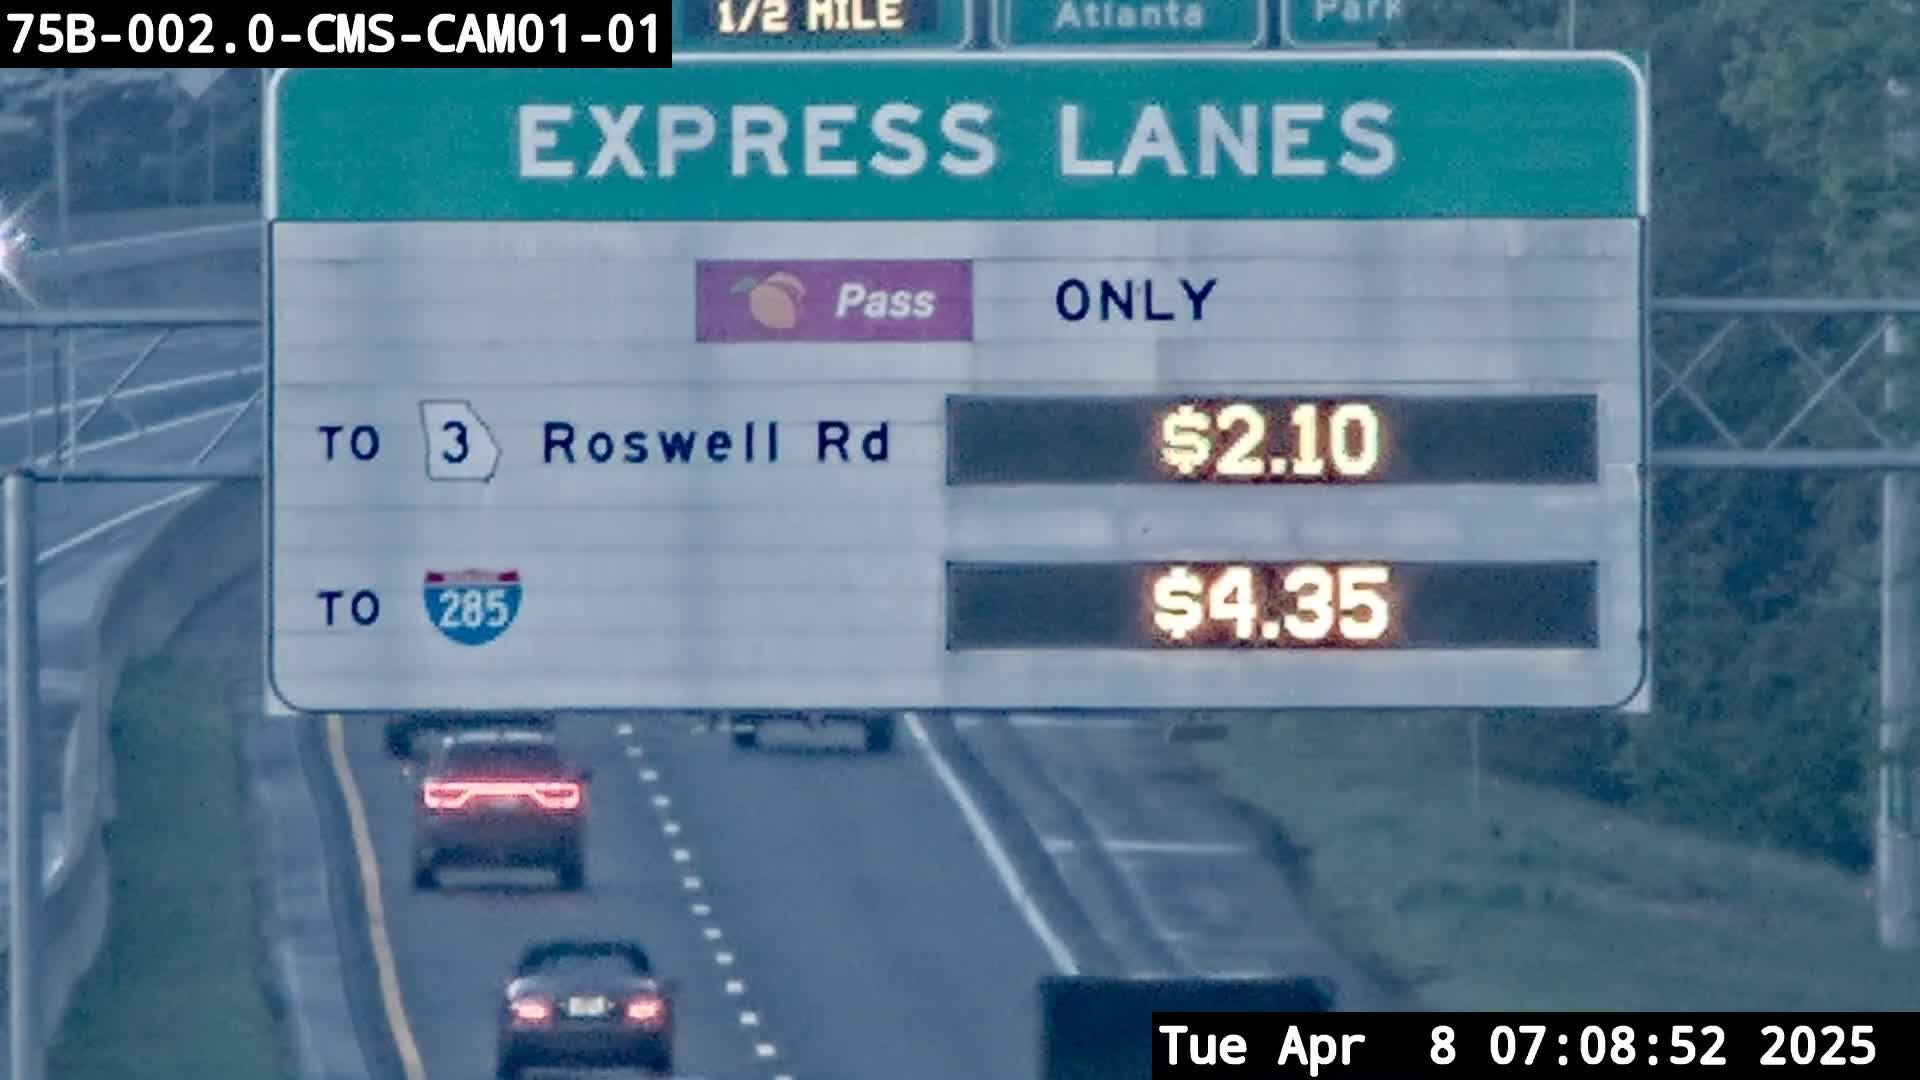 75B-002.0-CMS-CAM01-01
1/2 MILE
Atlanta
Park
EXPRESS LANES
Pass ONLY
TO 3 Roswell Rd $2.10
TO 285 $4.35
Tue Apr 8 07:08:52 2025